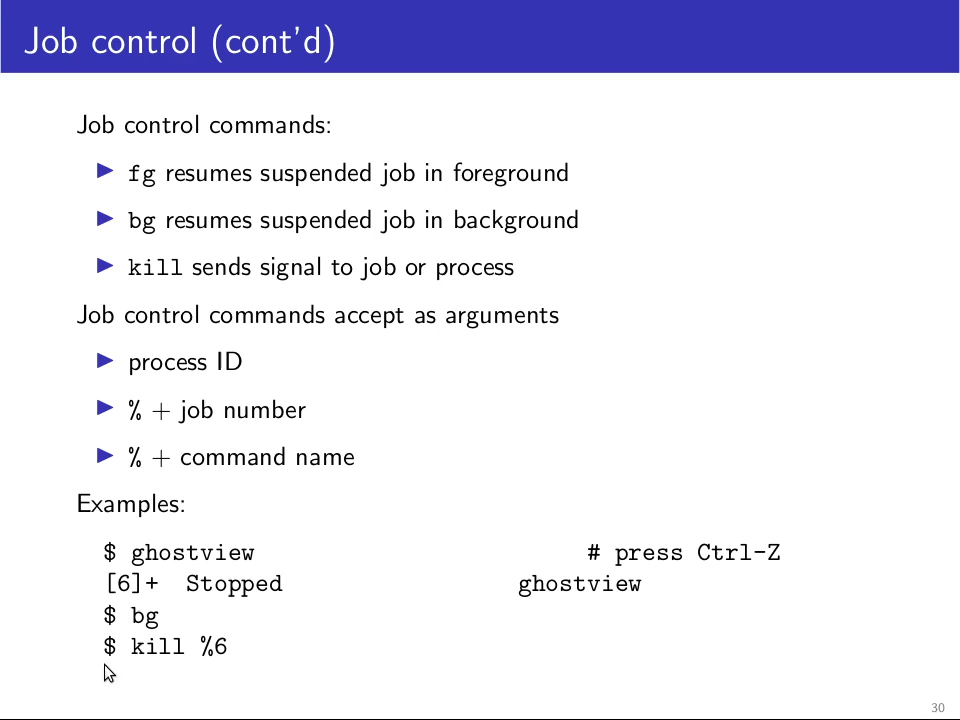 Job control (cont'd)
Job control commands:
fg resumes suspended job in foreground
bg resumes suspended job in background
kill sends signal to job or process
Job control commands accept as arguments
process ID
% + job number
% + command name
Examples:
$ ghostview # press Ctrl-Z
[6]+ Stopped ghostview
$ bg
$ kill %6
30